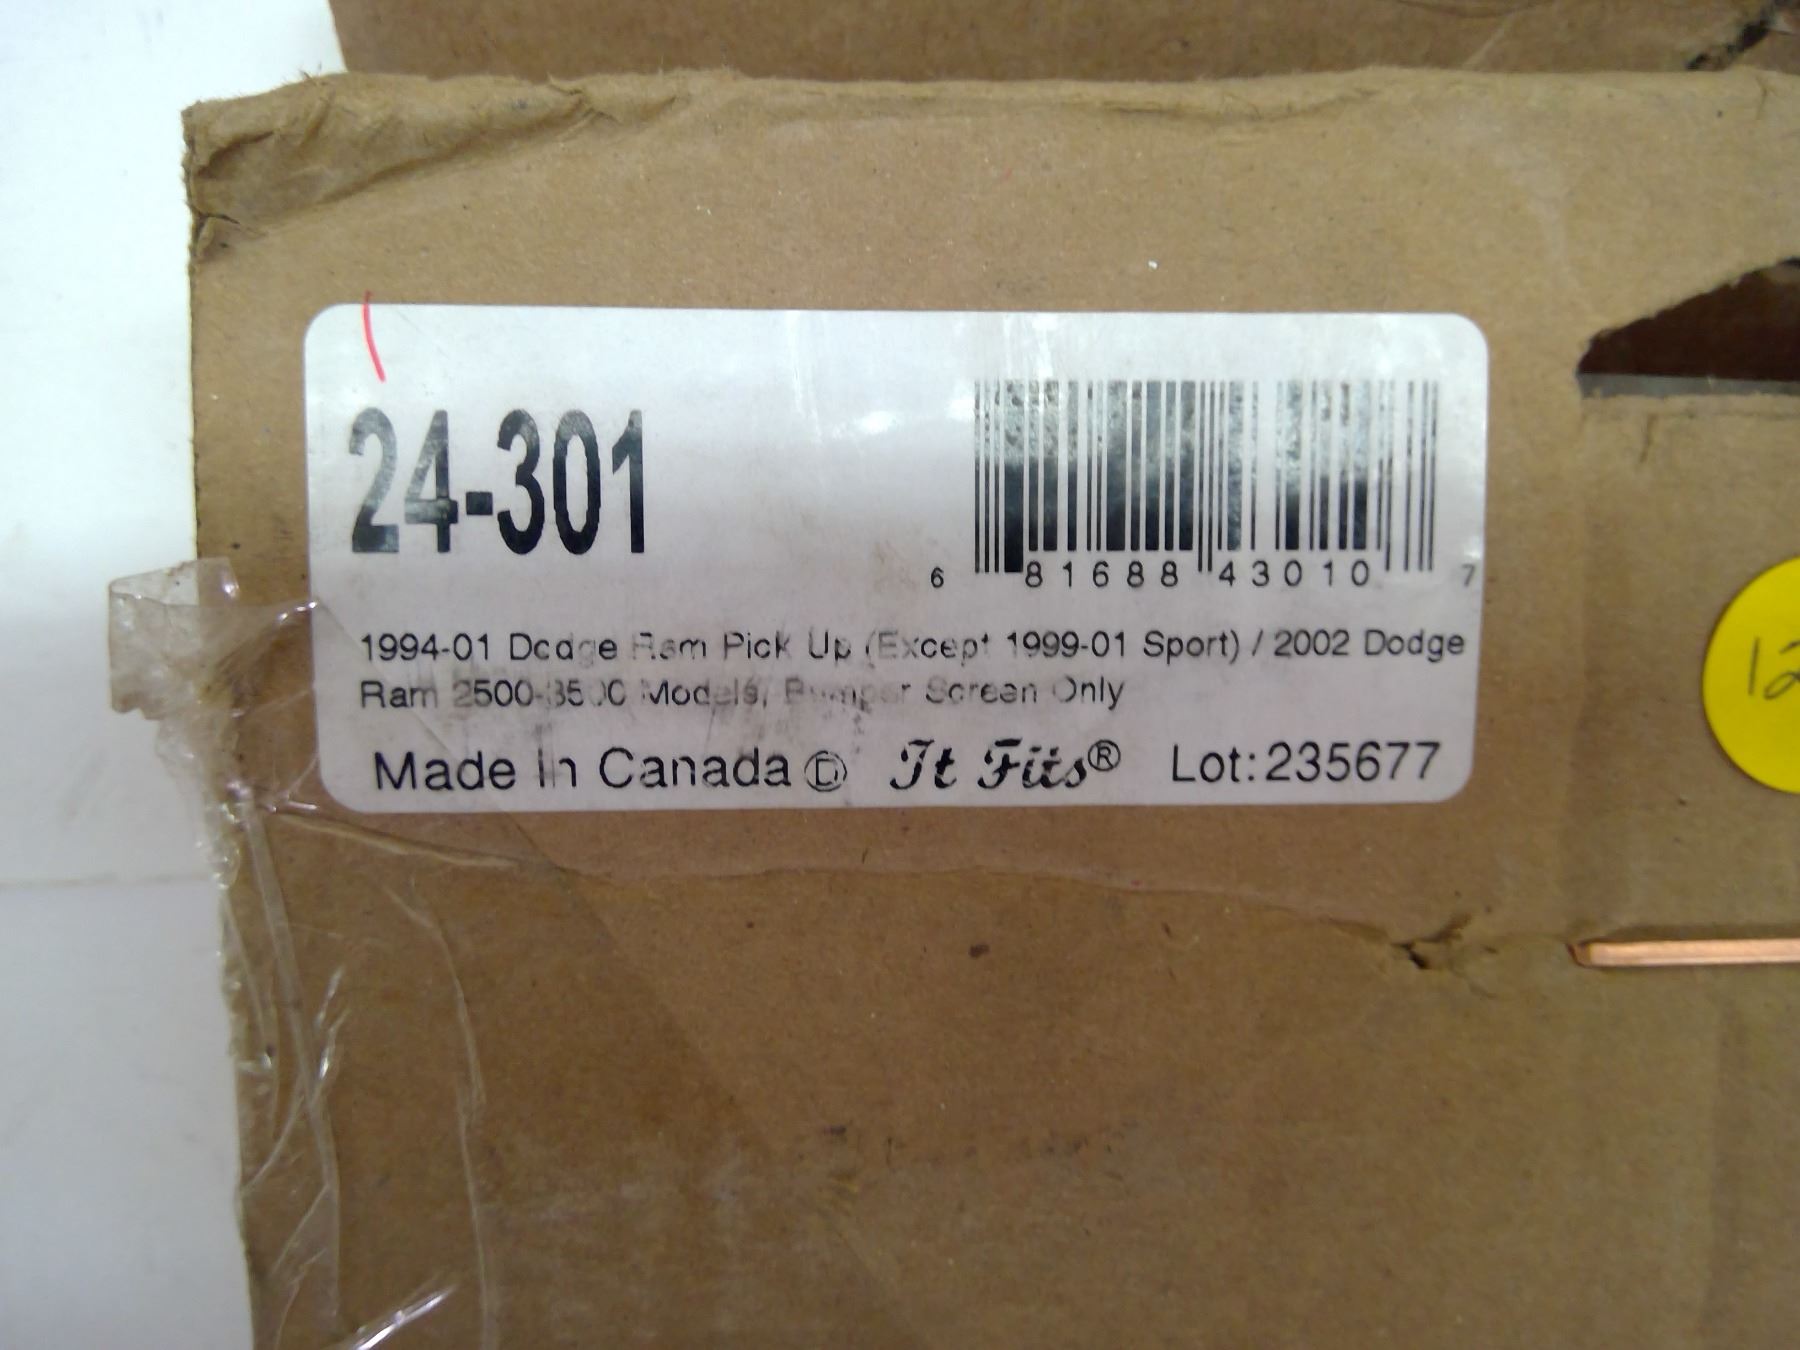 24-301
6 81688 43010 7
1994-01 Dodge Ram Pick Up (Except 1999-01 Sport) / 2002 Dodge
Ram 2500-3500 Models, Bumper Screen Only
Made In Canada Ⓓ It Fits® Lot:235677
12